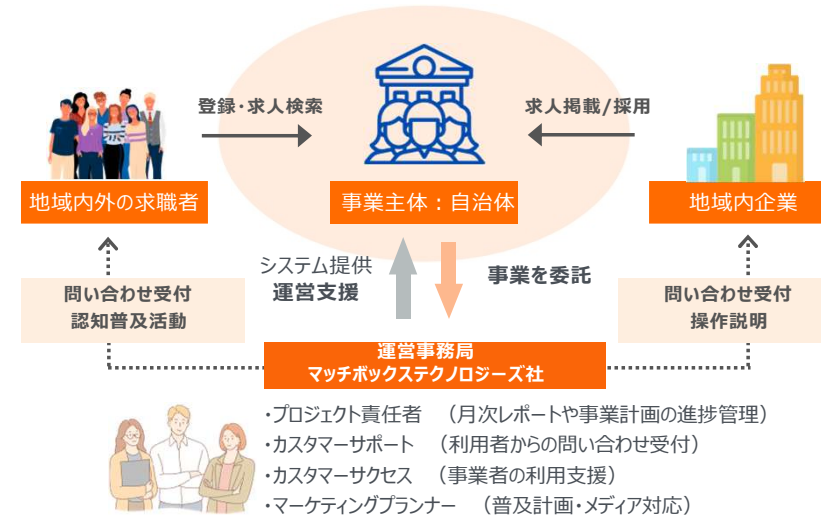 登録・求人検索
求人掲載/採用
地域内外の求職者
事業主体：自治体
地域内企業
システム提供
運営支援
事業を委託
問い合わせ受付
認知普及活動
問い合わせ受付
操作説明
運営事務局
マッチボックステクノロジーズ社
・プロジェクト責任者　（月次レポートや事業計画の進捗管理）
・カスタマーサポート　（利用者からの問い合わせ受付）
・カスタマーサクセス　（事業者の利用支援）
・マーケティングプランナー　（普及計画・メディア対応）